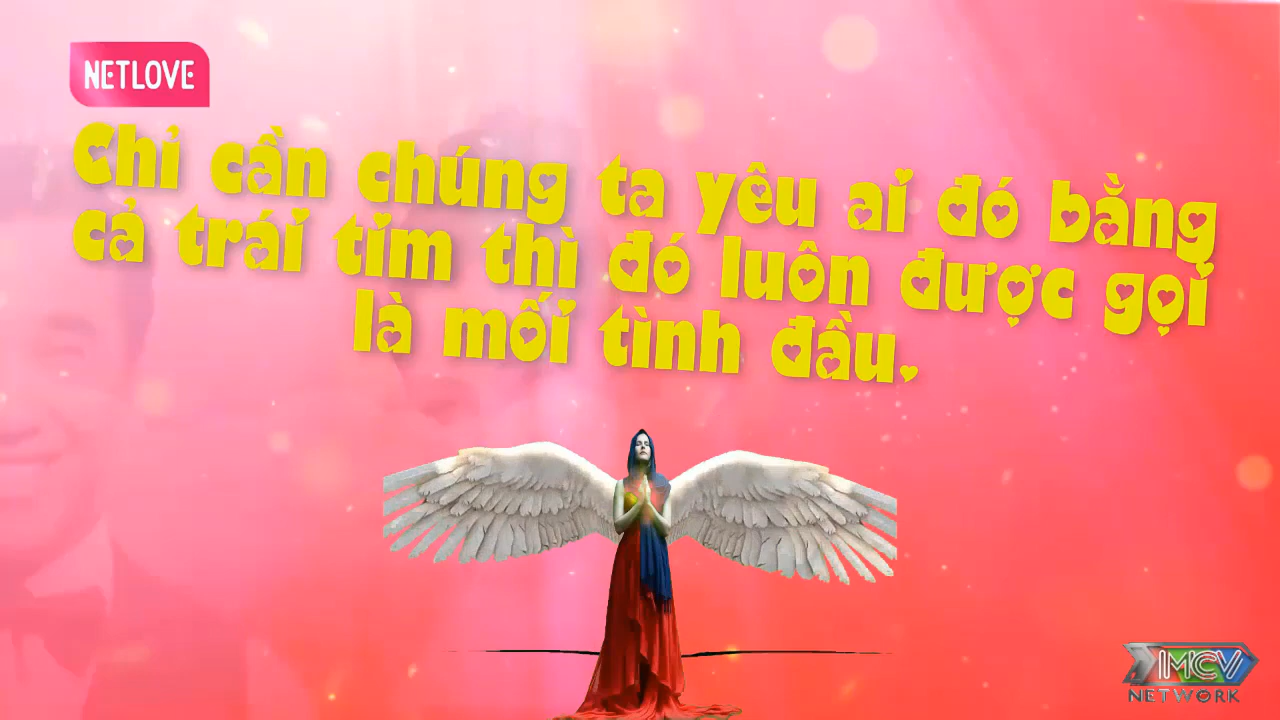 NETLOVE
Chỉ cần chúng ta yêu ai đó bằng
cả trái tim thì đó luôn được gọi
là mối tình đầu.
MCV
NETWORK